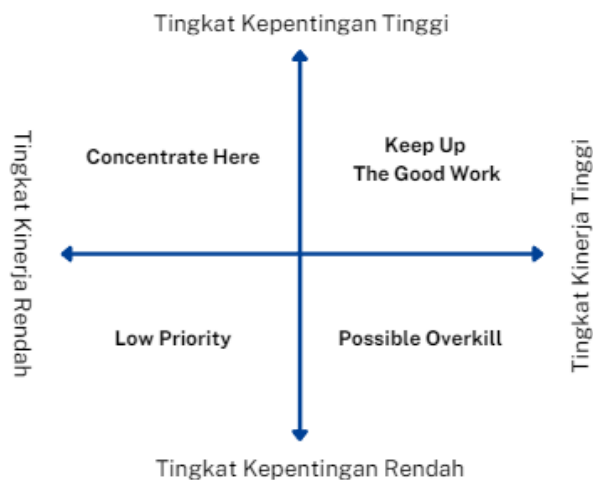 Tingkat Kepentingan Tinggi
Tingkat Kinerja Rendah
Concentrate Here
Keep Up
The Good Work
Tingkat Kinerja Tinggi
Low Priority
Possible Overkill
Tingkat Kepentingan Rendah